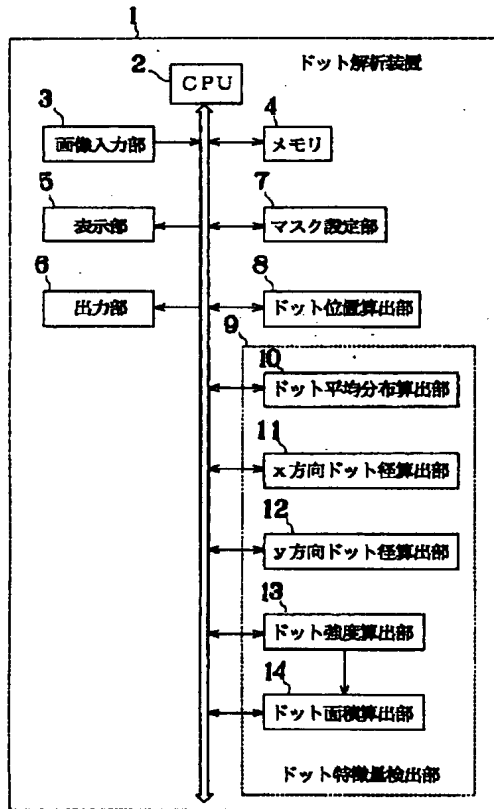 1
ドット解析装置
2
CPU
3
画像入力部
4
メモリ
5
表示部
7
マスク設定部
6
出力部
8
ドット位置算出部
9
10
ドット平均分布算出部
11
x方向ドット径算出部
12
y方向ドット径算出部
13
ドット強度算出部
14
ドット面積算出部
ドット特徴量検出部